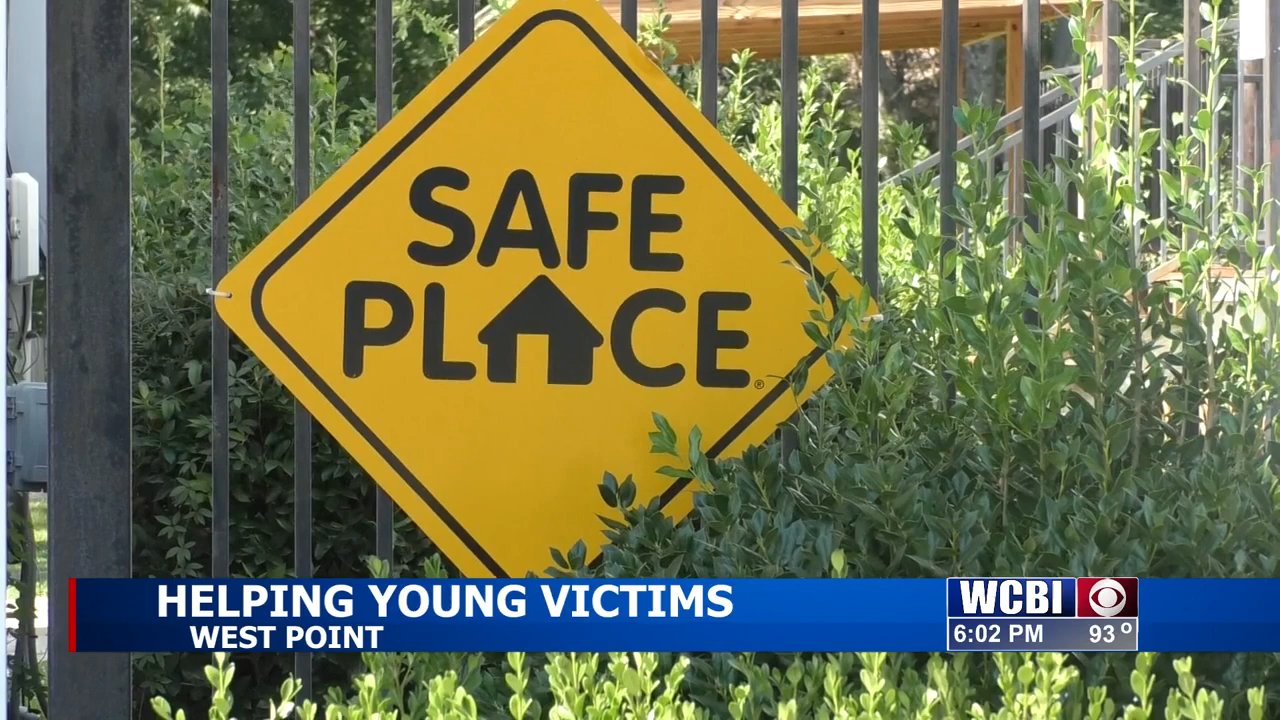 SAFE
PLACE®
HELPING YOUNG VICTIMS
WEST POINT
WCBI
6:02 PM 93°